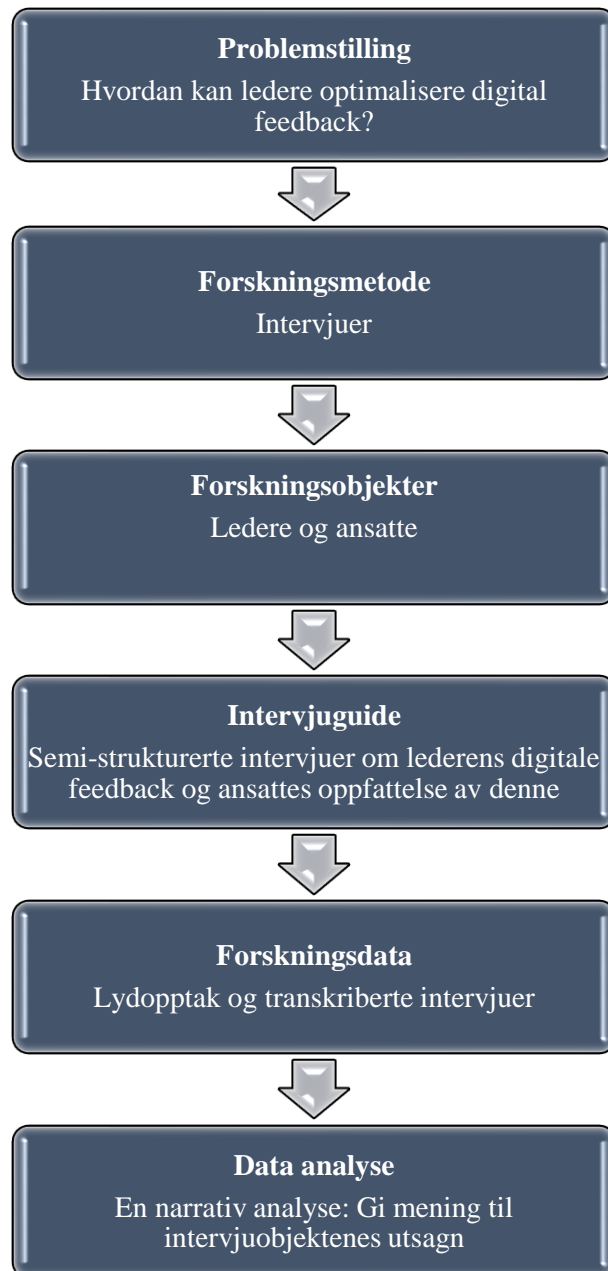 Problemstilling
Hvordan kan ledere optimalisere digital
feedback?
Forskningsmetode
Intervjuer
Forskningsobjekter
Ledere og ansatte
Intervjuguide
Semi-strukturerte intervjuer om lederens digitale
feedback og ansattes oppfattelse av denne
Forskningsdata
Lydopptak og transkriberte intervjuer
Data analyse
En narrativ analyse: Gi mening til
intervjuobjektenes utsagn